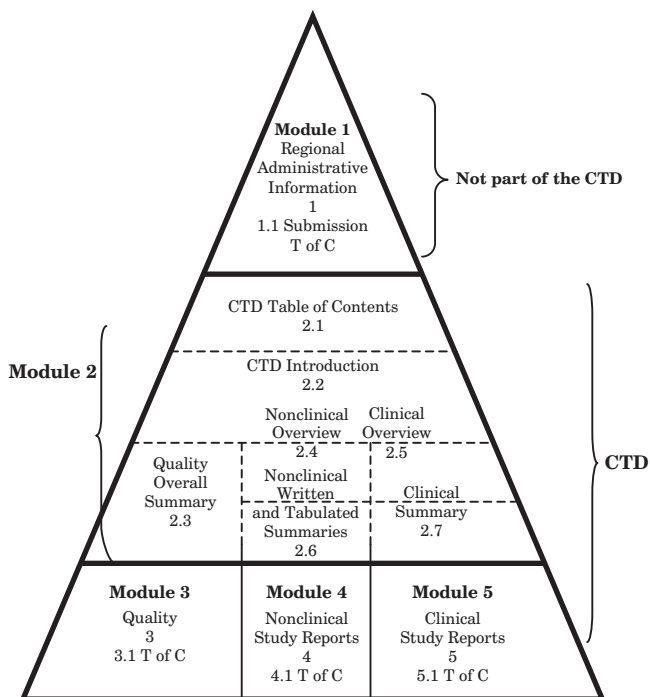 Module 1
Regional
Administrative
Information
1
1.1 Submission
T of C
Not part of the CTD
CTD Table of Contents
2.1
Module 2
CTD Introduction
2.2
Nonclinical
Overview
2.4
Clinical
Overview
2.5
CTD
Quality
Overall
Summary
2.3
Nonclinical
Written
and Tabulated
Summaries
2.6
Clinical
Summary
2.7
Module 3
Quality
3
3.1 T of C
Module 4
Nonclinical
Study Reports
4
4.1 T of C
Module 5
Clinical
Study Reports
5
5.1 T of C